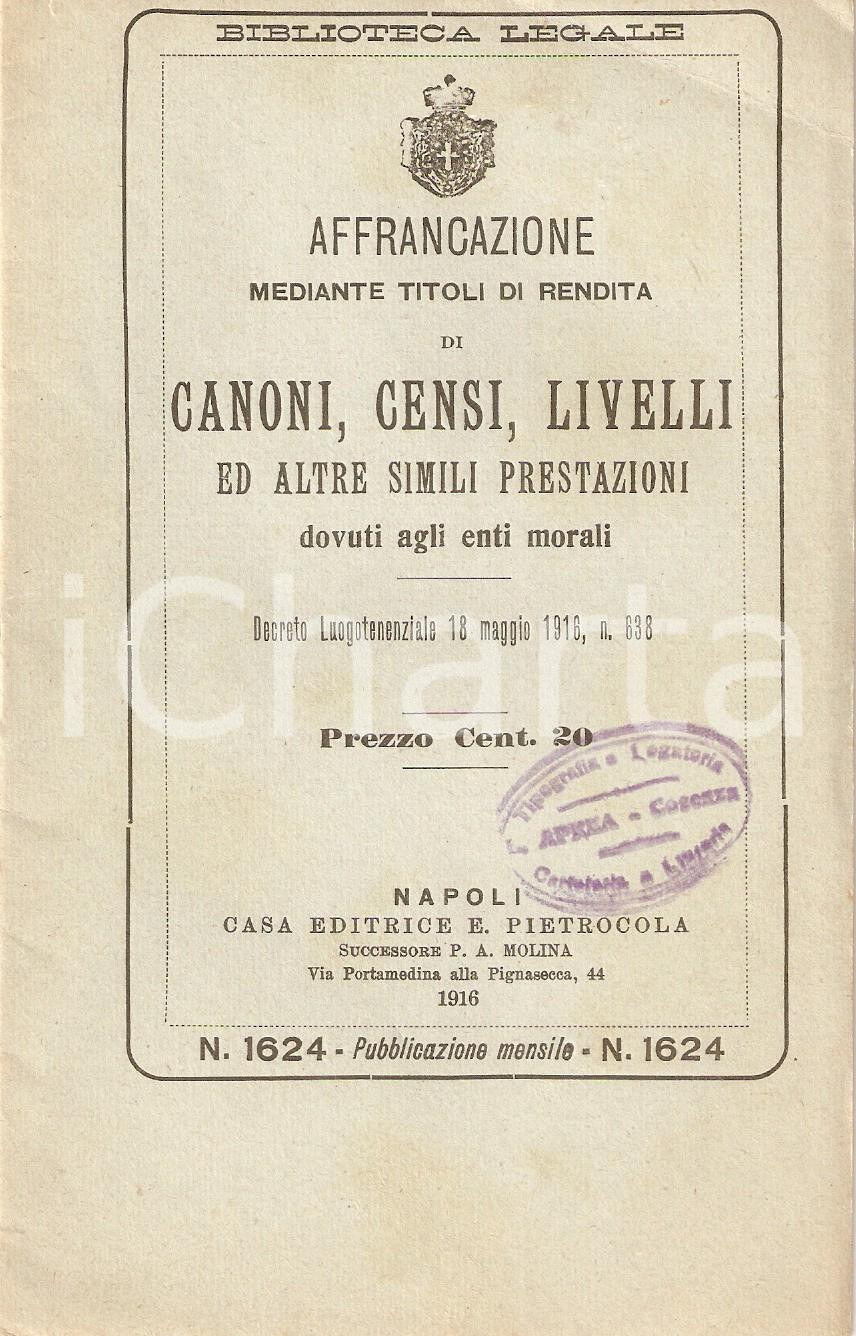 BIBLIOTECA LEGALE
AFFRANCAZIONE
MEDIANTE TITOLI DI RENDITA
DI
CANONI, CENSI, LIVELLI
ED ALTRE SIMILI PRESTAZIONI
dovuti agli enti morali
Decreto Luogotenenziale 18 maggio 1916, n. 638
iCharta
Prezzo Cent. 20
Tipografia e Legatoria
APREA - Cosenza
Cartoleria e Libreria
NAPOLI
CASA EDITRICE E. PIETROCOLA
SUCCESSORE P. A. MOLINA
Via Portamedina alla Pignasecca, 44
1916
N. 1624 - Pubblicazione mensile - N. 1624